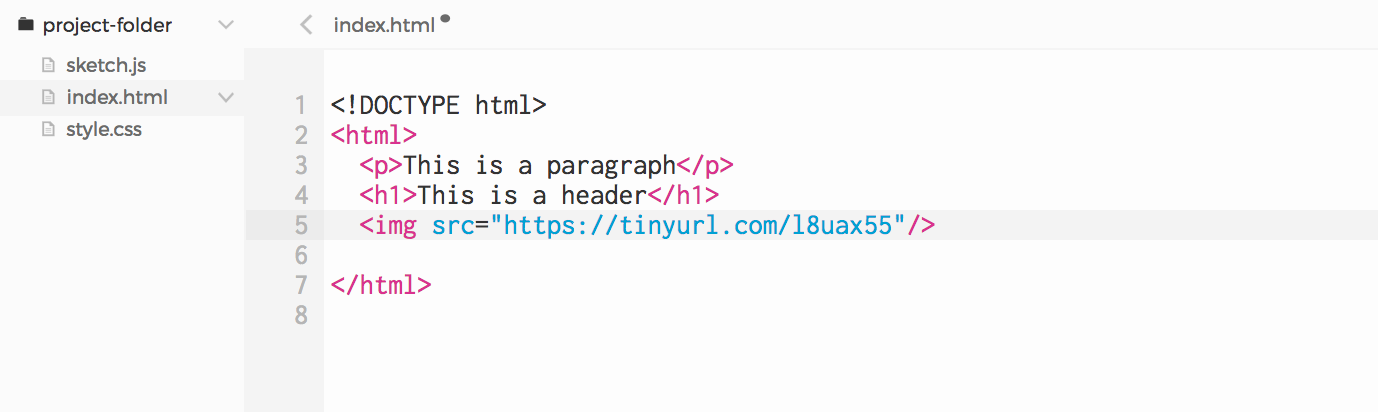 project-folder
sketch.js
index.html
style.css
index.html
1 <!DOCTYPE html>
2 <html>
3   <p>This is a paragraph</p>
4   <h1>This is a header</h1>
5   <img src="https://tinyurl.com/l8uax55"/>
6
7 </html>
8